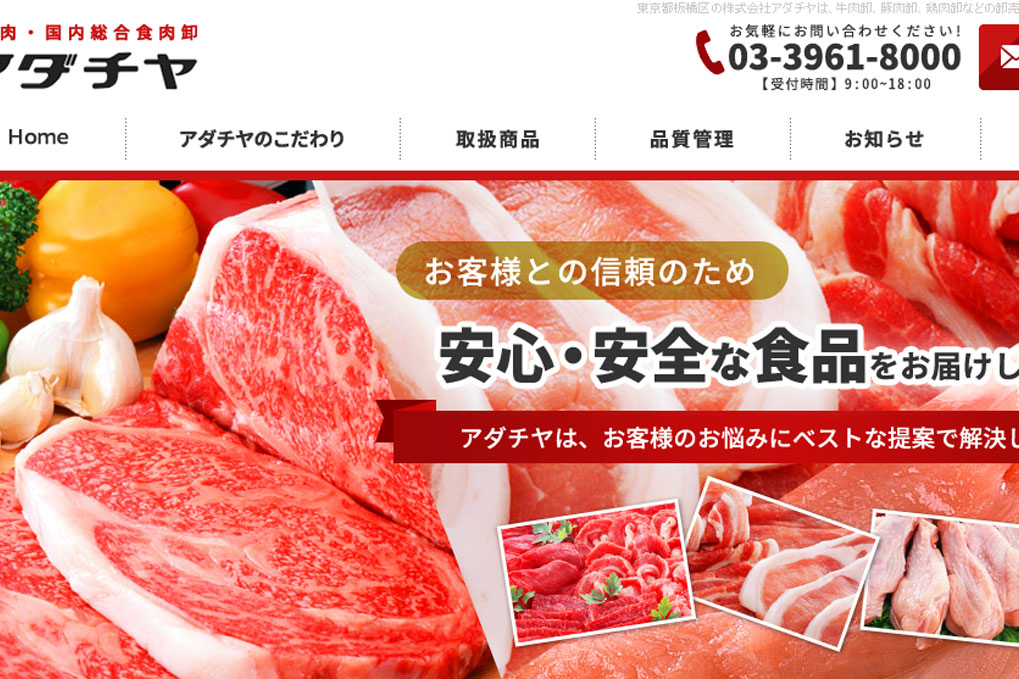 東京都板橋区の株式会社アダチヤは、牛肉卸、豚肉卸、鶏肉卸などの卸売
肉・国内総合食肉卸
アダチヤ
お気軽にお問い合わせください!
03-3961-8000
【受付時間】9:00~18:00
Home
アダチヤのこだわり
取扱商品
品質管理
お知らせ
お客様との信頼のため
安心・安全な食品をお届けし
アダチヤは、お客様のお悩みにベストな提案で解決し